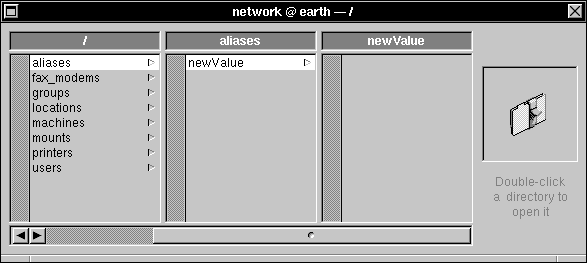 network @ earth — /
/ aliases newValue
aliases newValue
fax_modems
groups
locations
machines
mounts
printers
users
Double-click
a directory to
open it